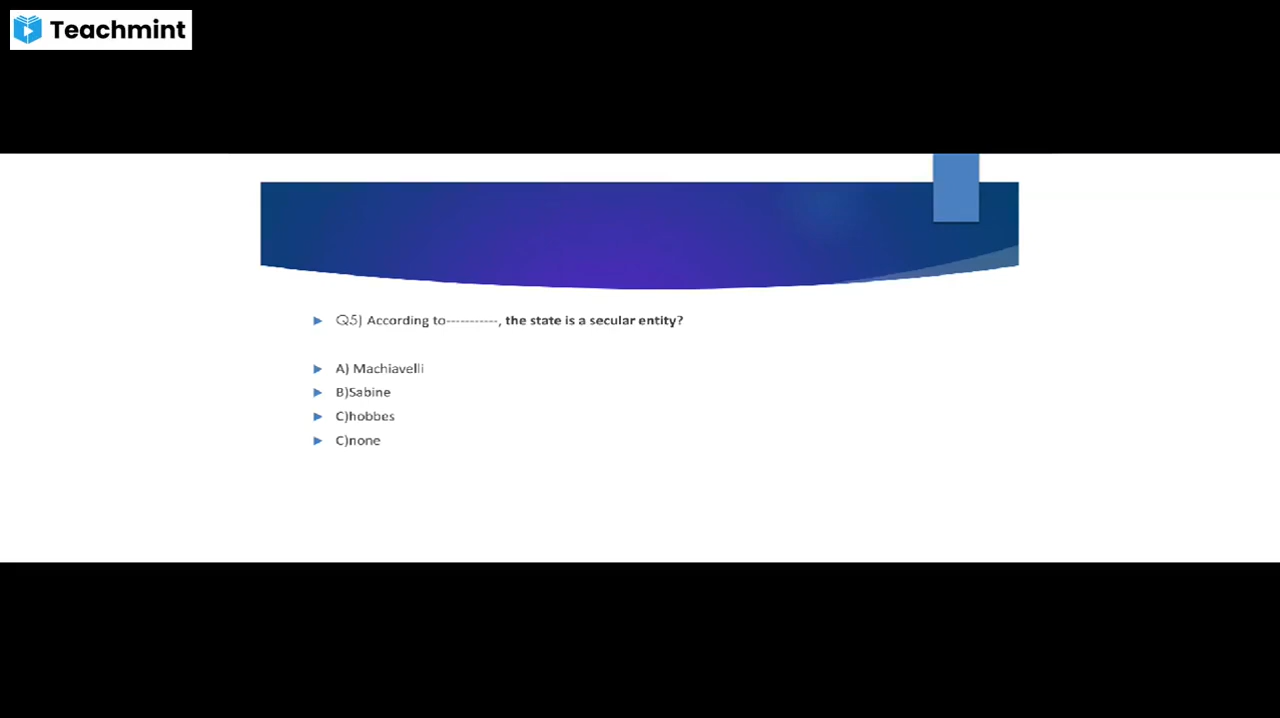 Teachmint
Q5) According to-----------, the state is a secular entity?
A) Machiavelli
B)Sabine
C)hobbes
C)none